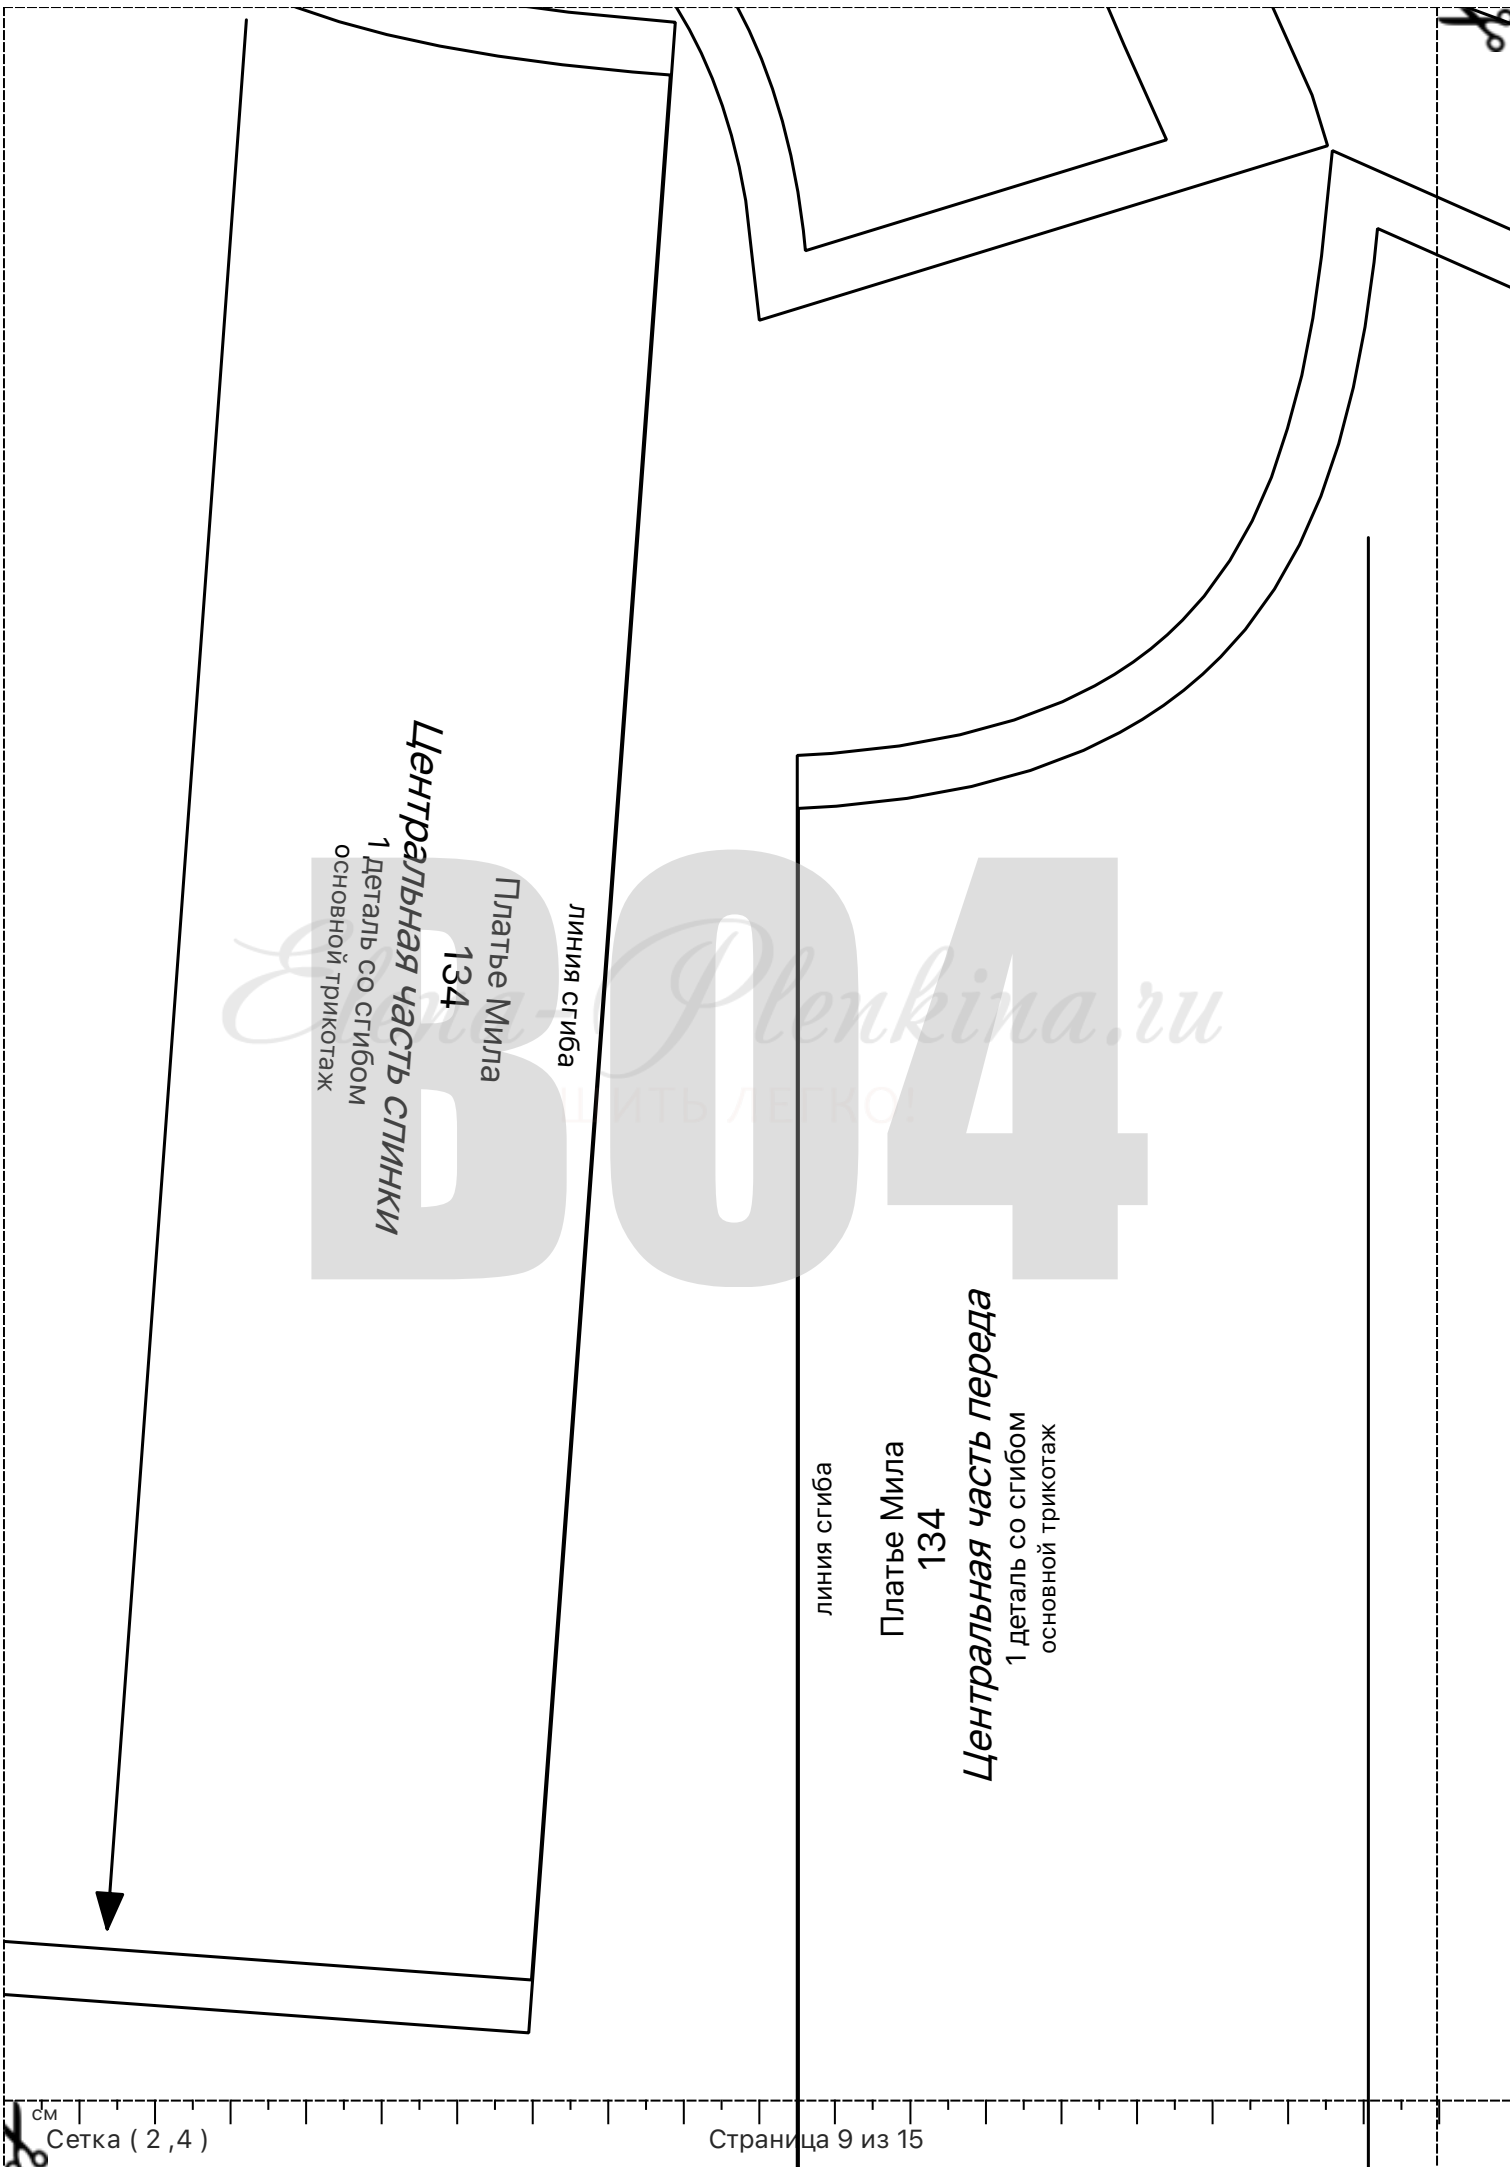 линия сгиба
Платье Мила
134
Центральная часть спинки
1 деталь со сгибом
основной трикотаж
B04
Elena-Plenkina.ru
ШИТЬ ЛЕГКО!
линия сгиба
Платье Мила
134
Центральная часть переда
1 деталь со сгибом
основной трикотаж
см
Сетка ( 2 ,4 )
Страница 9 из 15